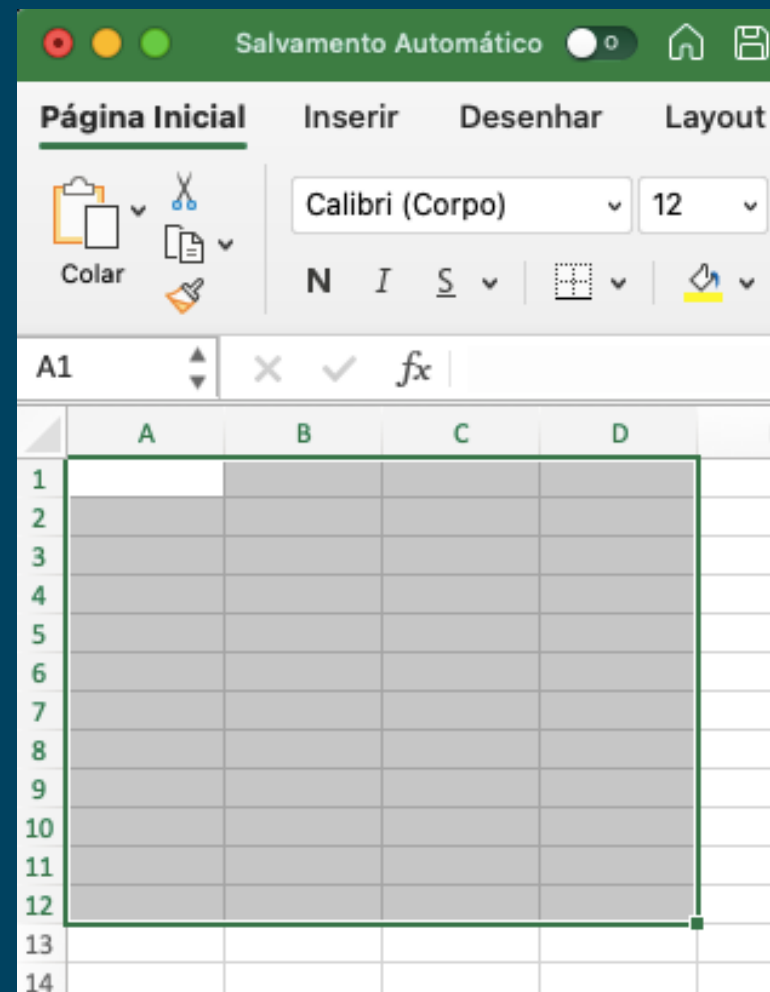 Salvamento Automático
Página Inicial Inserir Desenhar Layout
Calibri (Corpo) 12
Colar
N I S
A1 fx
A B C D
1
2
3
4
5
6
7
8
9
10
11
12
13
14